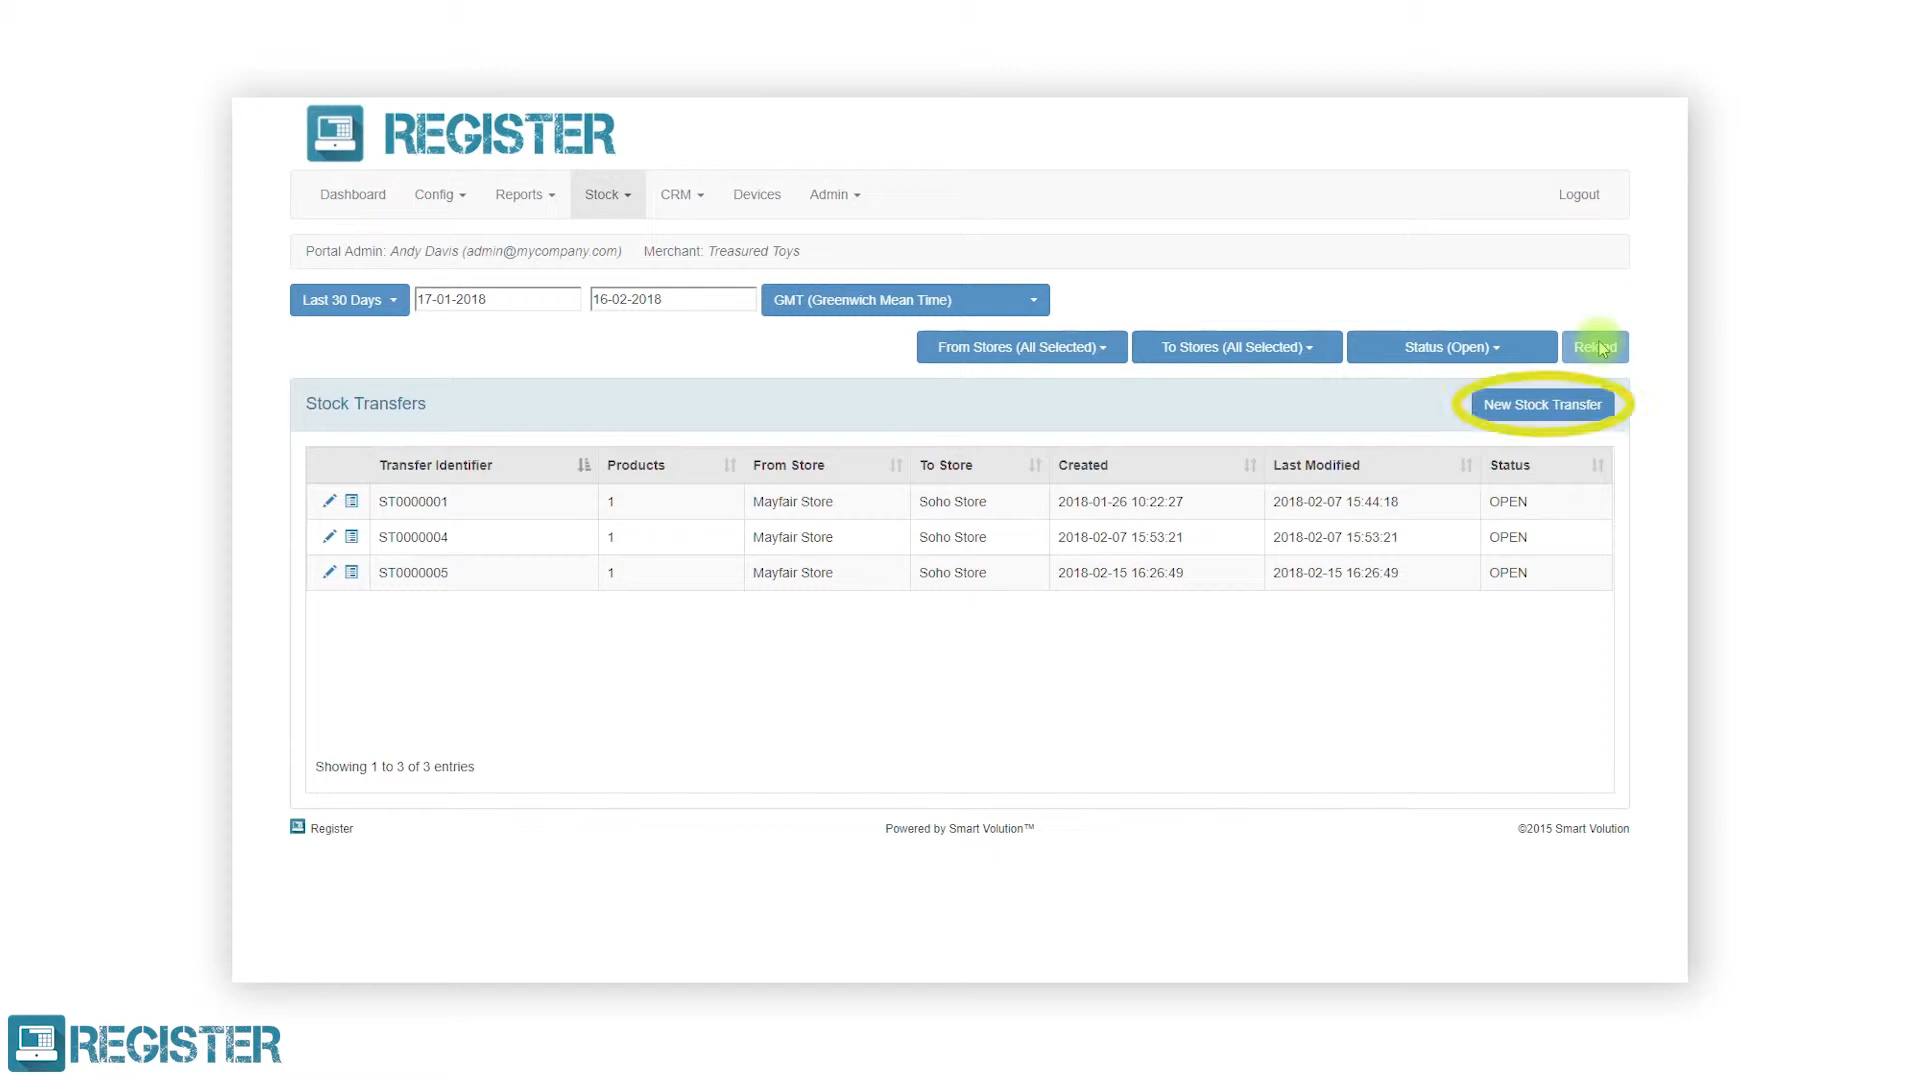 REGISTER
Dashboard Config Reports Stock CRM Devices Admin Logout
Portal Admin: Andy Davis (admin@mycompany.com) Merchant: Treasured Toys
Last 30 Days 17-01-2018 16-02-2018 GMT (Greenwich Mean Time)
From Stores (All Selected) To Stores (All Selected) Status (Open) Reload
Stock Transfers New Stock Transfer
Transfer Identifier Products From Store To Store Created Last Modified Status
ST0000001 1 Mayfair Store Soho Store 2018-01-26 10:22:27 2018-02-07 15:44:18 OPEN
ST0000004 1 Mayfair Store Soho Store 2018-02-07 15:53:21 2018-02-07 15:53:21 OPEN
ST0000005 1 Mayfair Store Soho Store 2018-02-15 16:26:49 2018-02-15 16:26:49 OPEN
Showing 1 to 3 of 3 entries
Register Powered by Smart Volution™ ©2015 Smart Volution
REGISTER